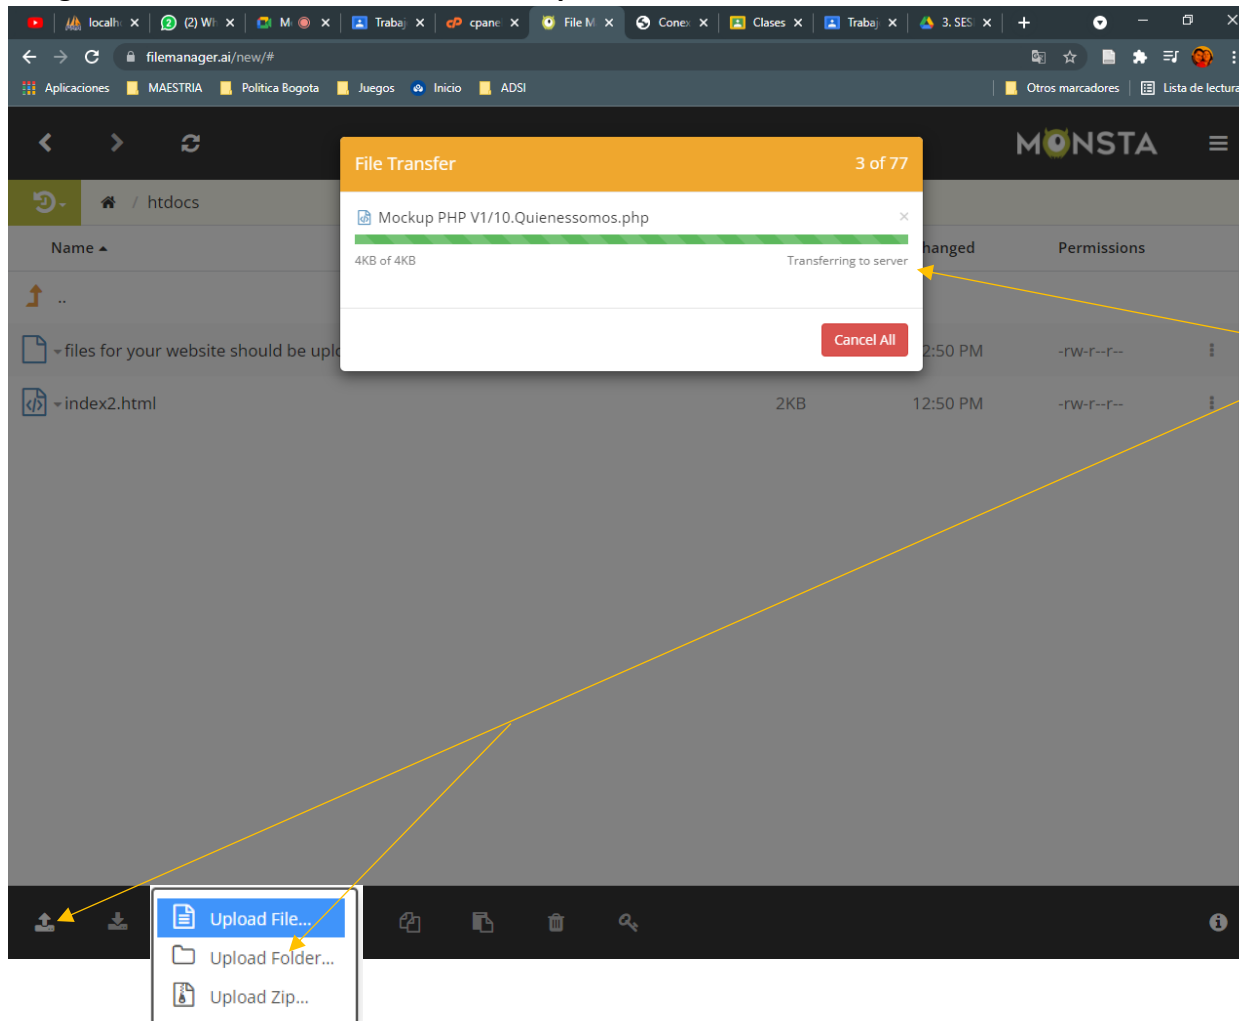 localh
(2) Wh
M
Trabaj
cpane
File M
Conex
Clases
Trabaj
3. SES
filemanager.ai/new/#
Aplicaciones
MAESTRIA
Politica Bogota
Juegos
Inicio
ADSI
Otros marcadores
Lista de lectura
MONSTA
File Transfer
3 of 77
Mockup PHP V1/10.Quienessomos.php
4KB of 4KB
Transferring to server
Cancel All
/ htdocs
Name
hanged
Permissions
..
files for your website should be uplo
2:50 PM
-rw-r--r--
index2.html
2KB
12:50 PM
-rw-r--r--
Upload File...
Upload Folder...
Upload Zip...